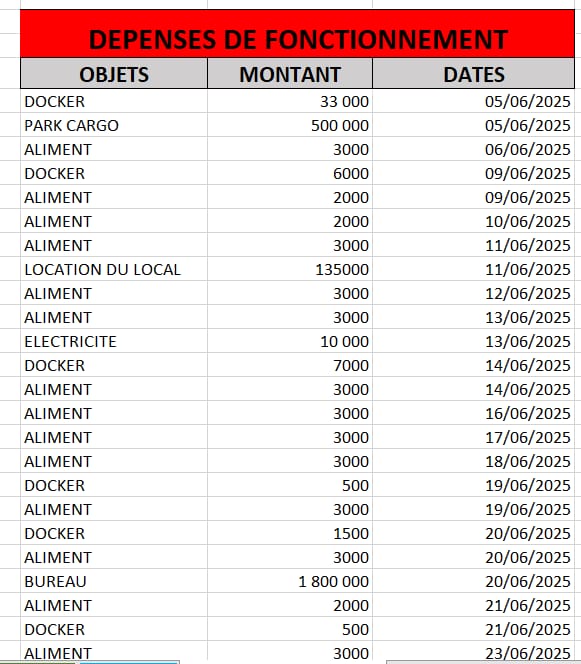 DEPENSES DE FONCTIONNEMENT
OBJETS MONTANT DATES
DOCKER 33 000 05/06/2025
PARK CARGO 500 000 05/06/2025
ALIMENT 3000 06/06/2025
DOCKER 6000 09/06/2025
ALIMENT 2000 09/06/2025
ALIMENT 2000 10/06/2025
ALIMENT 3000 11/06/2025
LOCATION DU LOCAL 135000 11/06/2025
ALIMENT 3000 12/06/2025
ALIMENT 3000 13/06/2025
ELECTRICITE 10 000 13/06/2025
DOCKER 7000 14/06/2025
ALIMENT 3000 14/06/2025
ALIMENT 3000 16/06/2025
ALIMENT 3000 17/06/2025
ALIMENT 3000 18/06/2025
DOCKER 500 19/06/2025
ALIMENT 3000 19/06/2025
DOCKER 1500 20/06/2025
ALIMENT 3000 20/06/2025
BUREAU 1 800 000 20/06/2025
ALIMENT 2000 21/06/2025
DOCKER 500 21/06/2025
ALIMENT 3000 23/06/2025